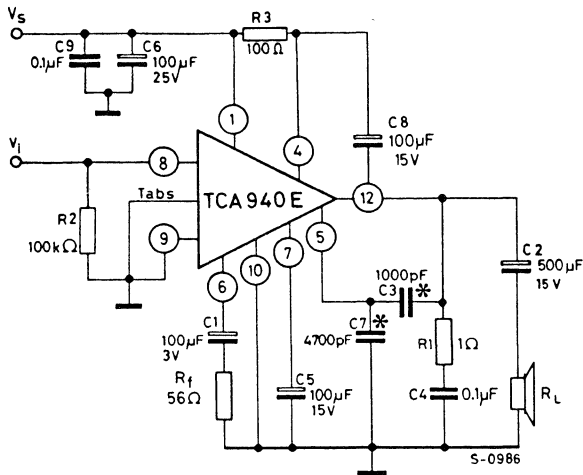 Vs
R3
100Ω
C9
0.1µF
C6
100µF
25V
1
4
C8
100µF
15V
Vi
8
Tabs
TCA940E
12
R2
100kΩ
9
5
7
10
6
C2
500µF
15V
1000pF
C3 *
C1
100µF
3V
C7 *
4700pF
R1
1Ω
Rf
56Ω
C5
100µF
15V
C4
0.1µF
RL
S-0986